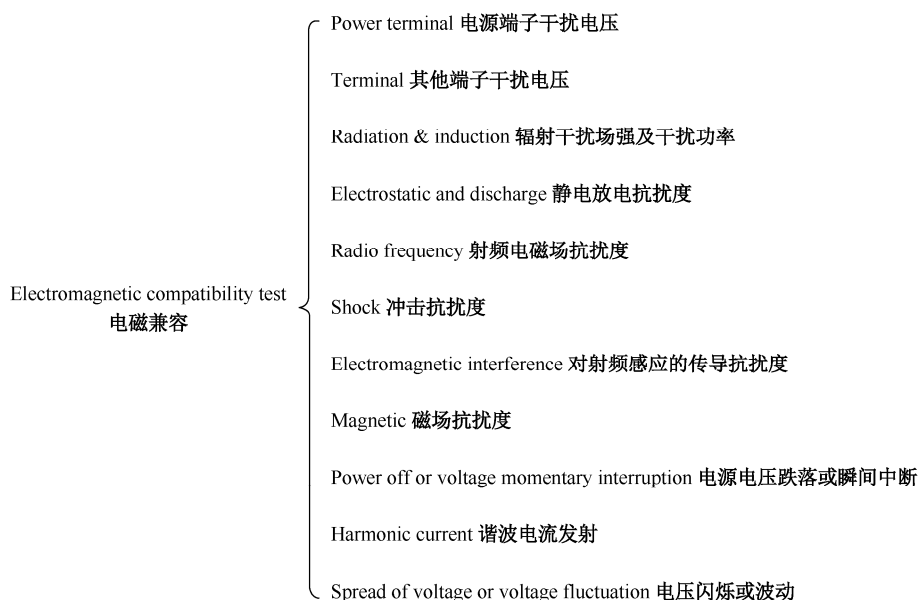 Power terminal 电源端子干扰电压
Terminal 其他端子干扰电压
Radiation & induction 辐射干扰场强及干扰功率
Electrostatic and discharge 静电放电抗扰度
Radio frequency 射频电磁场抗扰度
Electromagnetic compatibility test
电磁兼容
Shock 冲击抗扰度
Electromagnetic interference 对射频感应的传导抗扰度
Magnetic 磁场抗扰度
Power off or voltage momentary interruption 电源电压跌落或瞬间中断
Harmonic current 谐波电流发射
Spread of voltage or voltage fluctuation 电压闪烁或波动